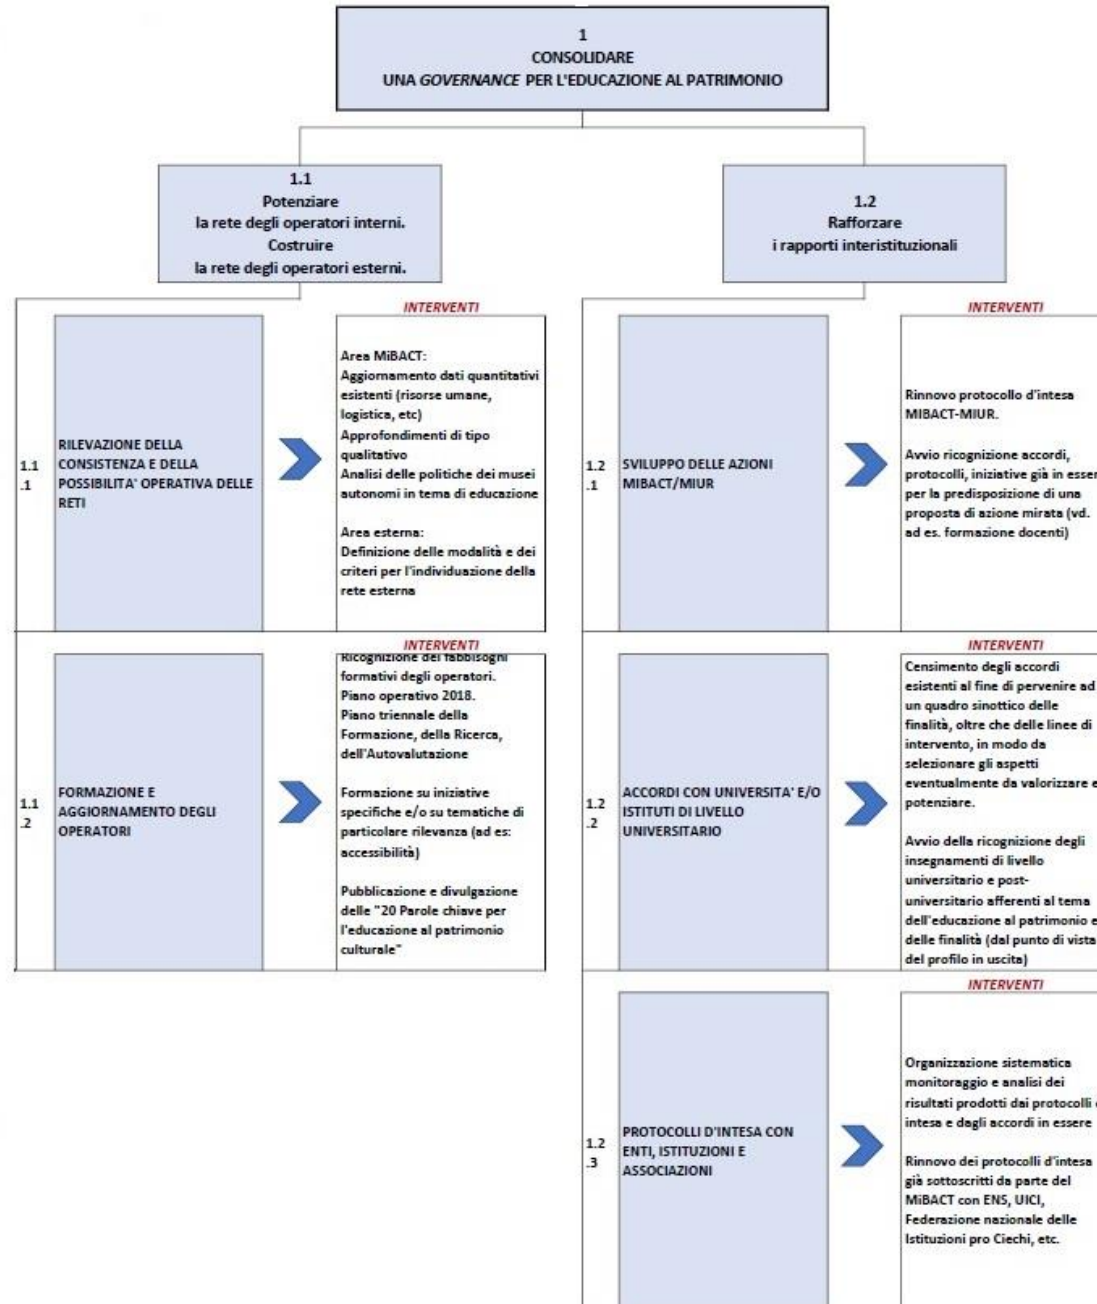 1
CONSOLIDARE
UNA GOVERNANCE PER L'EDUCAZIONE AL PATRIMONIO
1.1
Potenziare
la rete degli operatori interni.
Costruire
la rete degli operatori esterni.
1.2
Rafforzare
i rapporti interistituzionali
INTERVENTI
1.1
.1
RILEVAZIONE DELLA
CONSISTENZA E DELLA
POSSIBILITA' OPERATIVA DELLE
RETI
Area MiBACT:
Aggiornamento dati quantitativi
esistenti (risorse umane,
logistica, etc)
Approfondimenti di tipo
qualitativo
Analisi delle politiche dei musei
autonomi in tema di educazione
Area esterna:
Definizione delle modalità e dei
criteri per l'individuazione della
rete esterna
INTERVENTI
1.1
.2
FORMAZIONE E
AGGIORNAMENTO DEGLI
OPERATORI
Ricognizione dei fabbisogni
formativi degli operatori.
Piano operativo 2018.
Piano triennale della
Formazione, della Ricerca,
dell'Autovalutazione
Formazione su iniziative
specifiche e/o su tematiche di
particolare rilevanza (ad es:
accessibilità)
Pubblicazione e divulgazione
delle "20 Parole chiave per
l'educazione al patrimonio
culturale"
INTERVENTI
1.2
.1
SVILUPPO DELLE AZIONI
MIBACT/MIUR
Rinnovo protocollo d'intesa
MIBACT-MIUR.
Avvio ricognizione accordi,
protocolli, iniziative già in esser
per la predisposizione di una
proposta di azione mirata (vd.
ad es. formazione docenti)
INTERVENTI
1.2
.2
ACCORDI CON UNIVERSITA' E/O
ISTITUTI DI LIVELLO
UNIVERSITARIO
Censimento degli accordi
esistenti al fine di pervenire ad
un quadro sinottico delle
finalità, oltre che delle linee di
intervento, in modo da
selezionare gli aspetti
eventualmente da valorizzare e
potenziare.
Avvio della ricognizione degli
insegnamenti di livello
universitario e post-
universitario afferenti al tema
dell'educazione al patrimonio e
delle finalità (dal punto di vista
del profilo in uscita)
INTERVENTI
1.2
.3
PROTOCOLLI D'INTESA CON
ENTI, ISTITUZIONI E
ASSOCIAZIONI
Organizzazione sistematica
monitoraggio e analisi dei
risultati prodotti dai protocolli
intesa e dagli accordi in essere
Rinnovo dei protocolli d'intesa
già sottoscritti da parte del
MiBACT con ENS, UICI,
Federazione nazionale delle
Istituzioni pro Ciechi, etc.